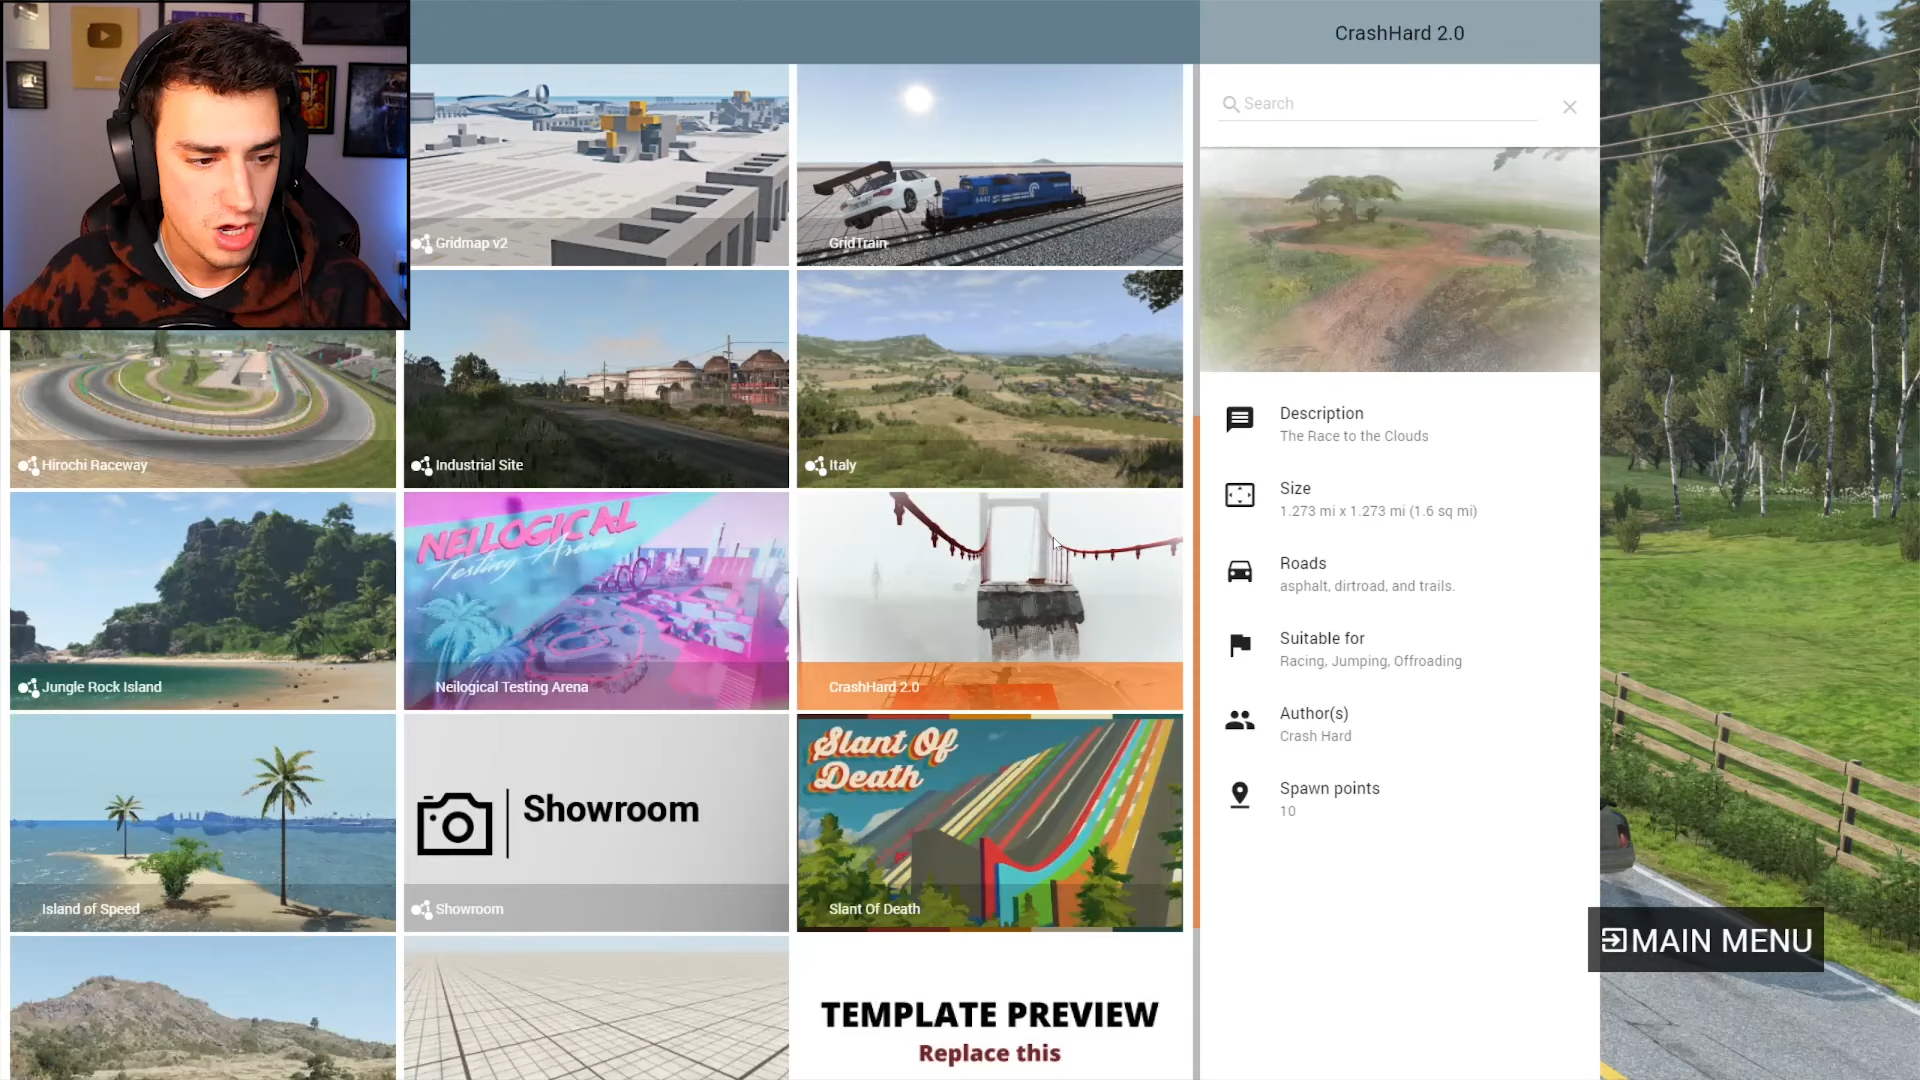 CrashHard 2.0
Search
Gridmap v2
GridTrain
Hirochi Raceway
Industrial Site
Italy
NEILOGICAL
Testing Arena
Jungle Rock Island
Neilogical Testing Arena
CrashHard 2.0
Slant Of
Death
Showroom
Island of Speed
Showroom
Slant Of Death
TEMPLATE PREVIEW
Replace this
Description
The Race to the Clouds
Size
1.273 mi x 1.273 mi (1.6 sq mi)
Roads
asphalt, dirtroad, and trails.
Suitable for
Racing, Jumping, Offroading
Author(s)
Crash Hard
Spawn points
10
MAIN MENU